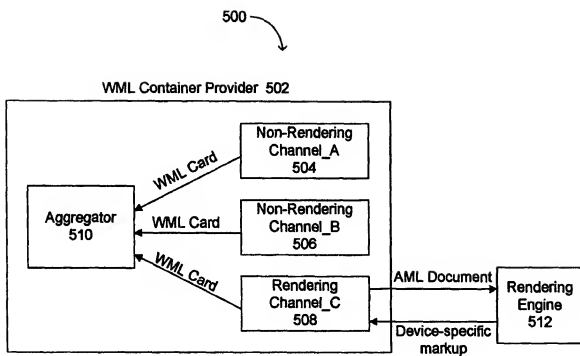 500
WML Container Provider 502
Non-Rendering
Channel_A
504
WML Card
Aggregator
510
WML Card
Non-Rendering
Channel_B
506
WML Card
Rendering
Channel_C
508
AML Document
Device-specific
markup
Rendering
Engine
512